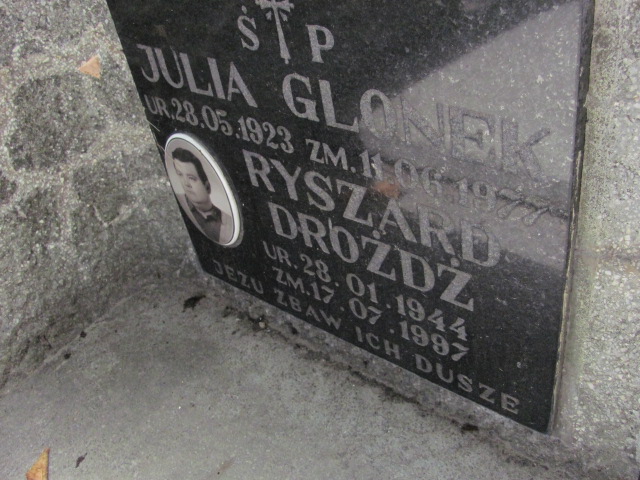 Ś P
JULIA GLONEK
UR. 28.05.1923 ZM. 11.06.1977
RYSZARD
DROŻDŻ
UR. 28.01.1944
ZM. 17.07.1997
JEZU ZBAW ICH DUSZE